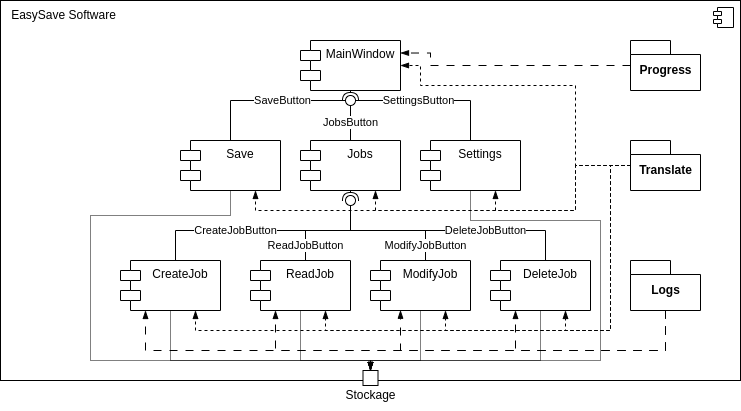 EasySave Software
MainWindow
Progress
SaveButton
SettingsButton
JobsButton
Save
Jobs
Settings
Translate
CreateJobButton
DeleteJobButton
ReadJobButton
ModifyJobButton
CreateJob
ReadJob
ModifyJob
DeleteJob
Logs
Stockage